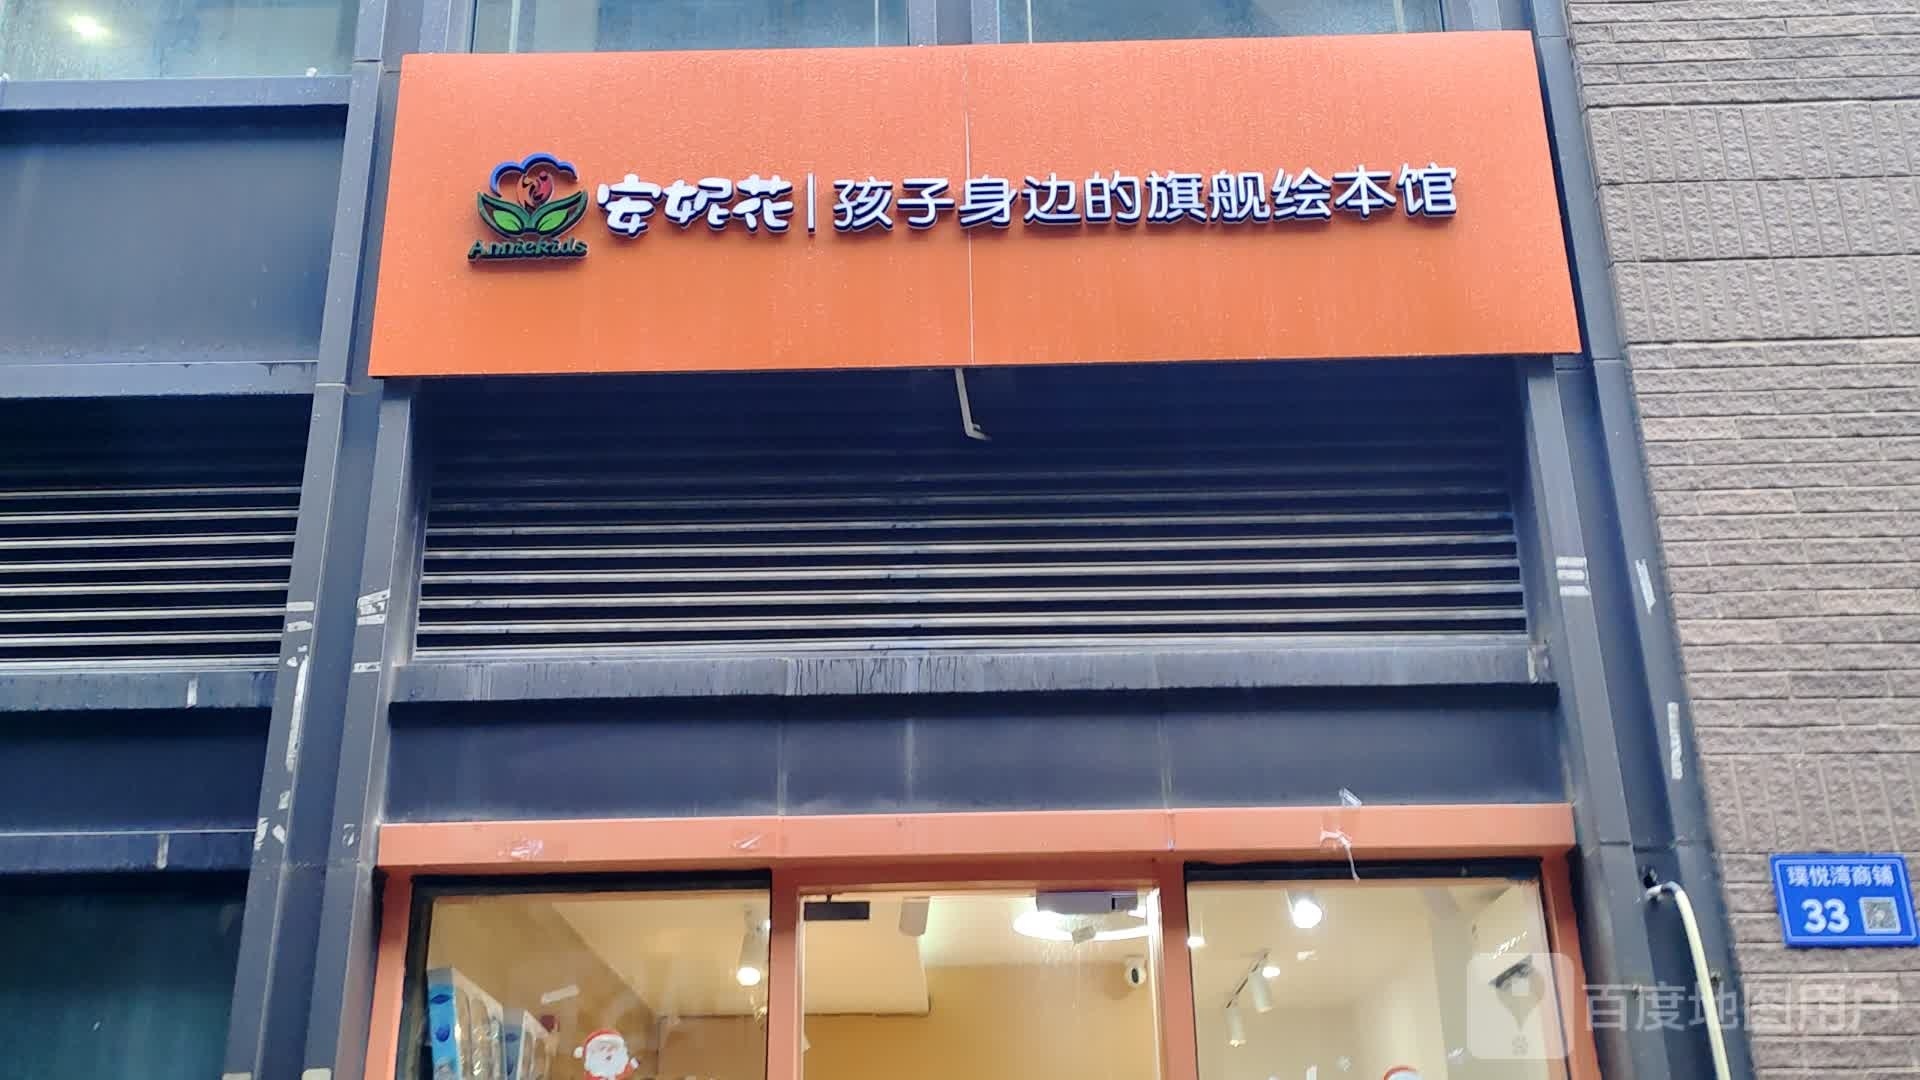 安妮花|孩子身边的旗舰绘本馆
Anniekids
璞悦湾商铺
33
百度地图用户